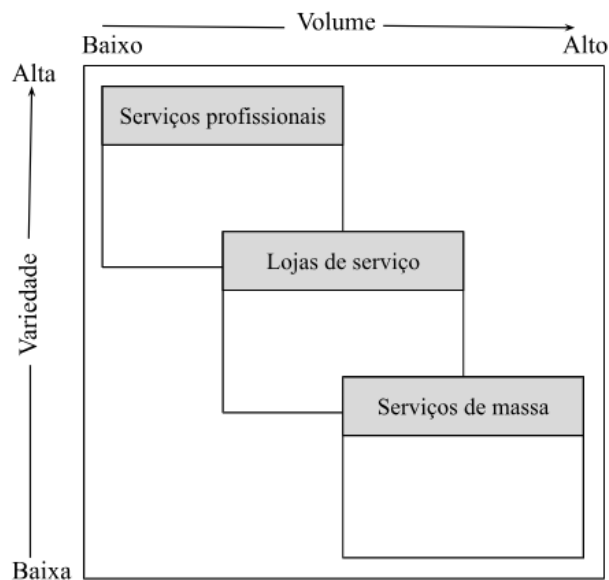 Volume
Baixo
Alto
Alta
Variedade
Baixa
Serviços profissionais
Lojas de serviço
Serviços de massa